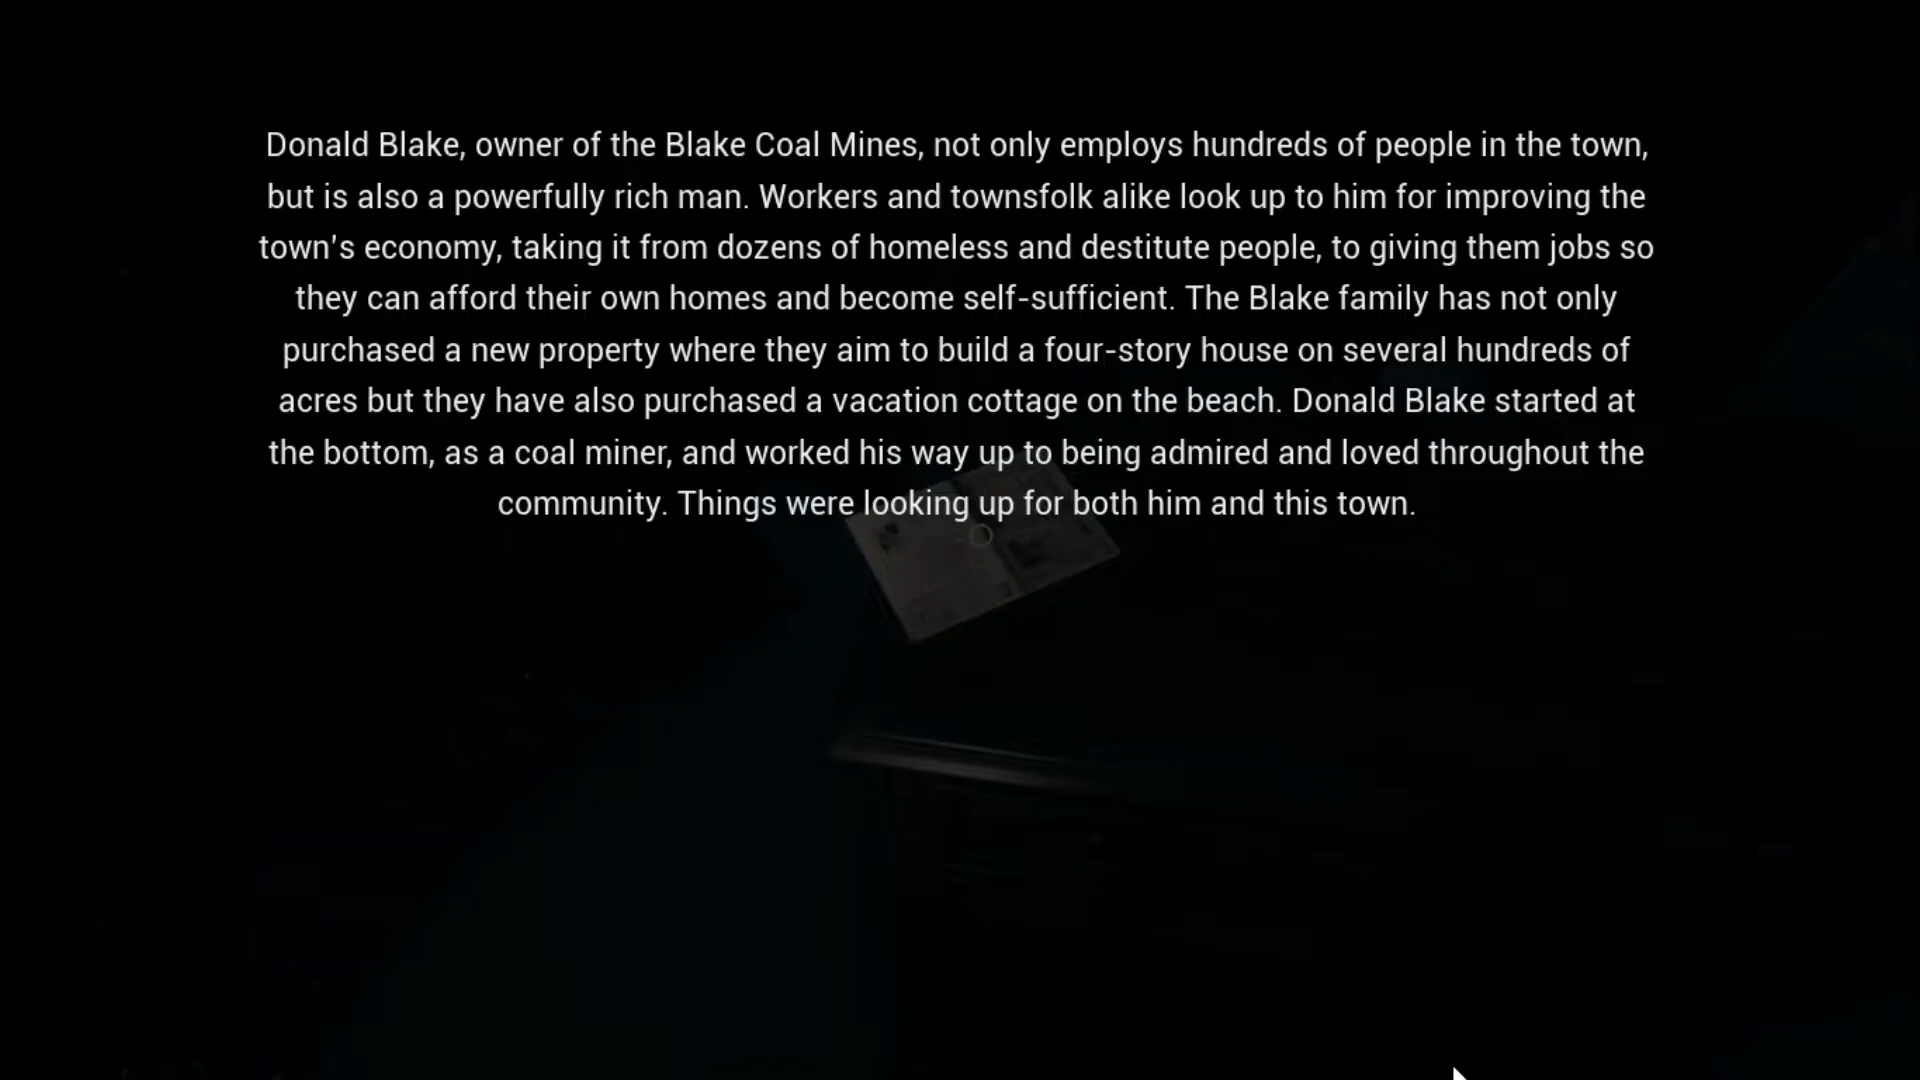 Donald Blake, owner of the Blake Coal Mines, not only employs hundreds of people in the town,
but is also a powerfully rich man. Workers and townsfolk alike look up to him for improving the
town's economy, taking it from dozens of homeless and destitute people, to giving them jobs so
they can afford their own homes and become self-sufficient. The Blake family has not only
purchased a new property where they aim to build a four-story house on several hundreds of
acres but they have also purchased a vacation cottage on the beach. Donald Blake started at
the bottom, as a coal miner, and worked his way up to being admired and loved throughout the
community. Things were looking up for both him and this town.